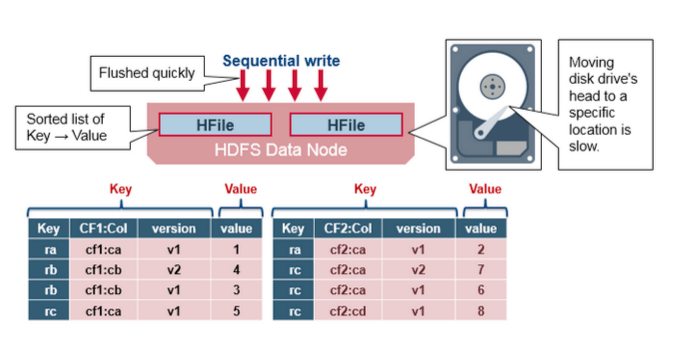 Sequential write
Flushed quickly
Moving
disk drive's
head to a
specific
location is
slow.
Sorted list of
Key → Value
HFile
HFile
HDFS Data Node
Key Value Key Value
Key CF1:Col version value Key CF2:Col version value
ra cf1:ca v1 1 ra cf2:ca v1 2
rb cf1:cb v2 4 rc cf2:ca v2 7
rb cf1:cb v1 3 rc cf2:ca v1 6
rc cf1:ca v1 5 rc cf2:cd v1 8